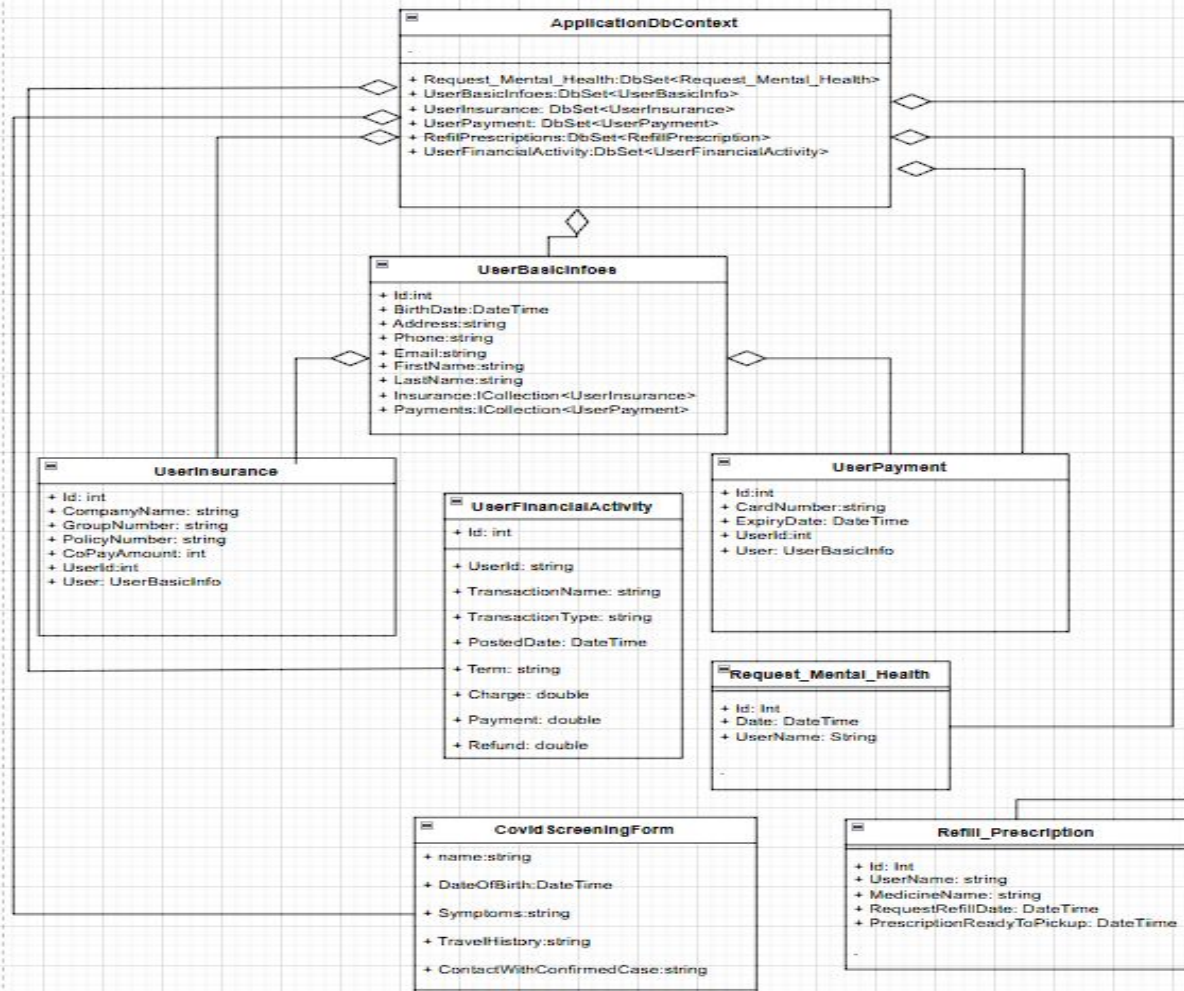 ApplicationDbContext
-
+ Request_Mental_Health:DbSet<Request_Mental_Health>
+ UserBasicInfoes:DbSet<UserBasicInfo>
+ UserInsurance: DbSet<UserInsurance>
+ UserPayment: DbSet<UserPayment>
+ RefilPrescriptions:DbSet<RefillPrescription>
+ UserFinancialActivity:DbSet<UserFinancialActivity>
UserBasicInfoes
+ Id:int
+ BirthDate:DateTime
+ Address:string
+ Phone:string
+ Email:string
+ FirstName:string
+ LastName:string
+ Insurance:ICollection<UserInsurance>
+ Payments:ICollection<UserPayment>
UserInsurance
+ Id: int
+ CompanyName: string
+ GroupNumber: string
+ PolicyNumber: string
+ CoPayAmount: int
+ UserId:int
+ User: UserBasicInfo
UserFinancialActivity
+ Id: int
+ UserId: string
+ TransactionName: string
+ TransactionType: string
+ PostedDate: DateTime
+ Term: string
+ Charge: double
+ Payment: double
+ Refund: double
UserPayment
+ Id:int
+ CardNumber:string
+ ExpiryDate: DateTime
+ UserId:int
+ User: UserBasicInfo
Request_Mental_Health
+ Id: Int
+ Date: DateTime
+ UserName: String
-
CovidScreeningForm
+ name:string
+ DateOfBirth:DateTime
+ Symptoms:string
+ TravelHistory:string
+ ContactWithConfirmedCase:string
Refill_Prescription
+ Id: Int
+ UserName: string
+ MedicineName: string
+ RequestRefillDate: DateTime
+ PrescriptionReadyToPickup: DateTiime
-